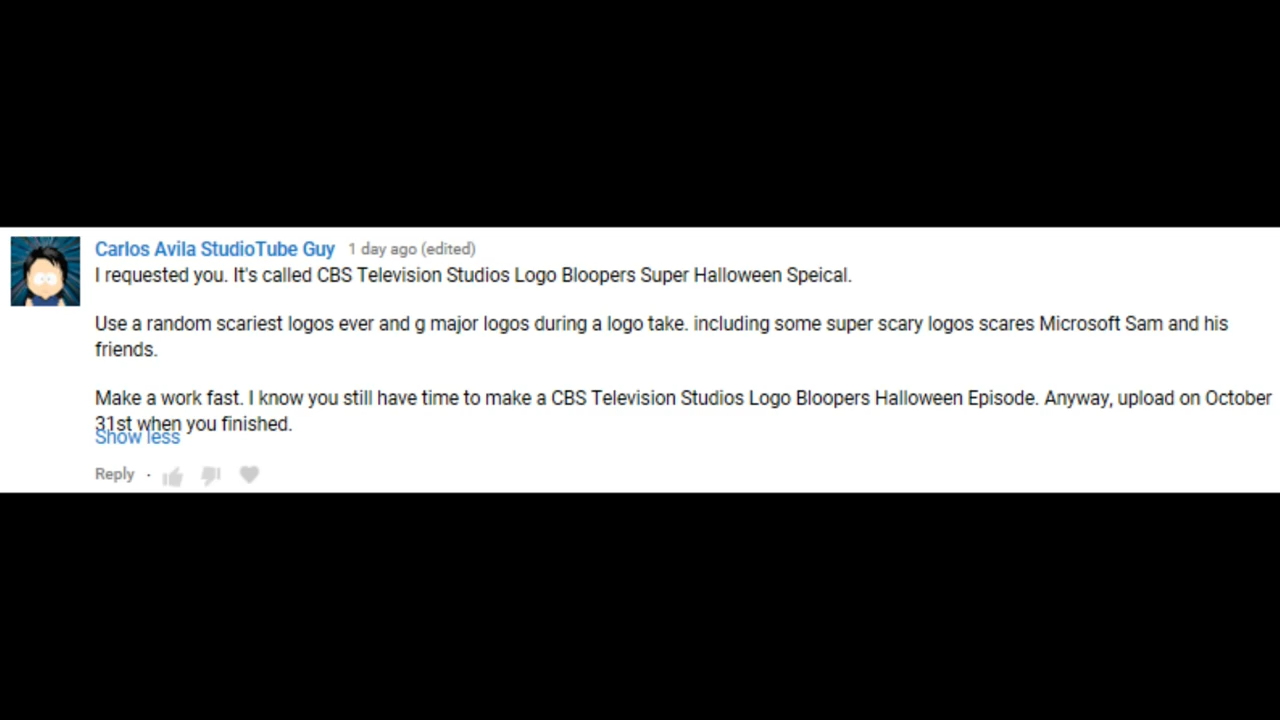 Carlos Avila StudioTube Guy 1 day ago (edited)
I requested you. It's called CBS Television Studios Logo Bloopers Super Halloween Speical.
Use a random scariest logos ever and g major logos during a logo take. including some super scary logos scares Microsoft Sam and his
friends.
Make a work fast. I know you still have time to make a CBS Television Studios Logo Bloopers Halloween Episode. Anyway, upload on October
31st when you finished.
Show less
Reply ·